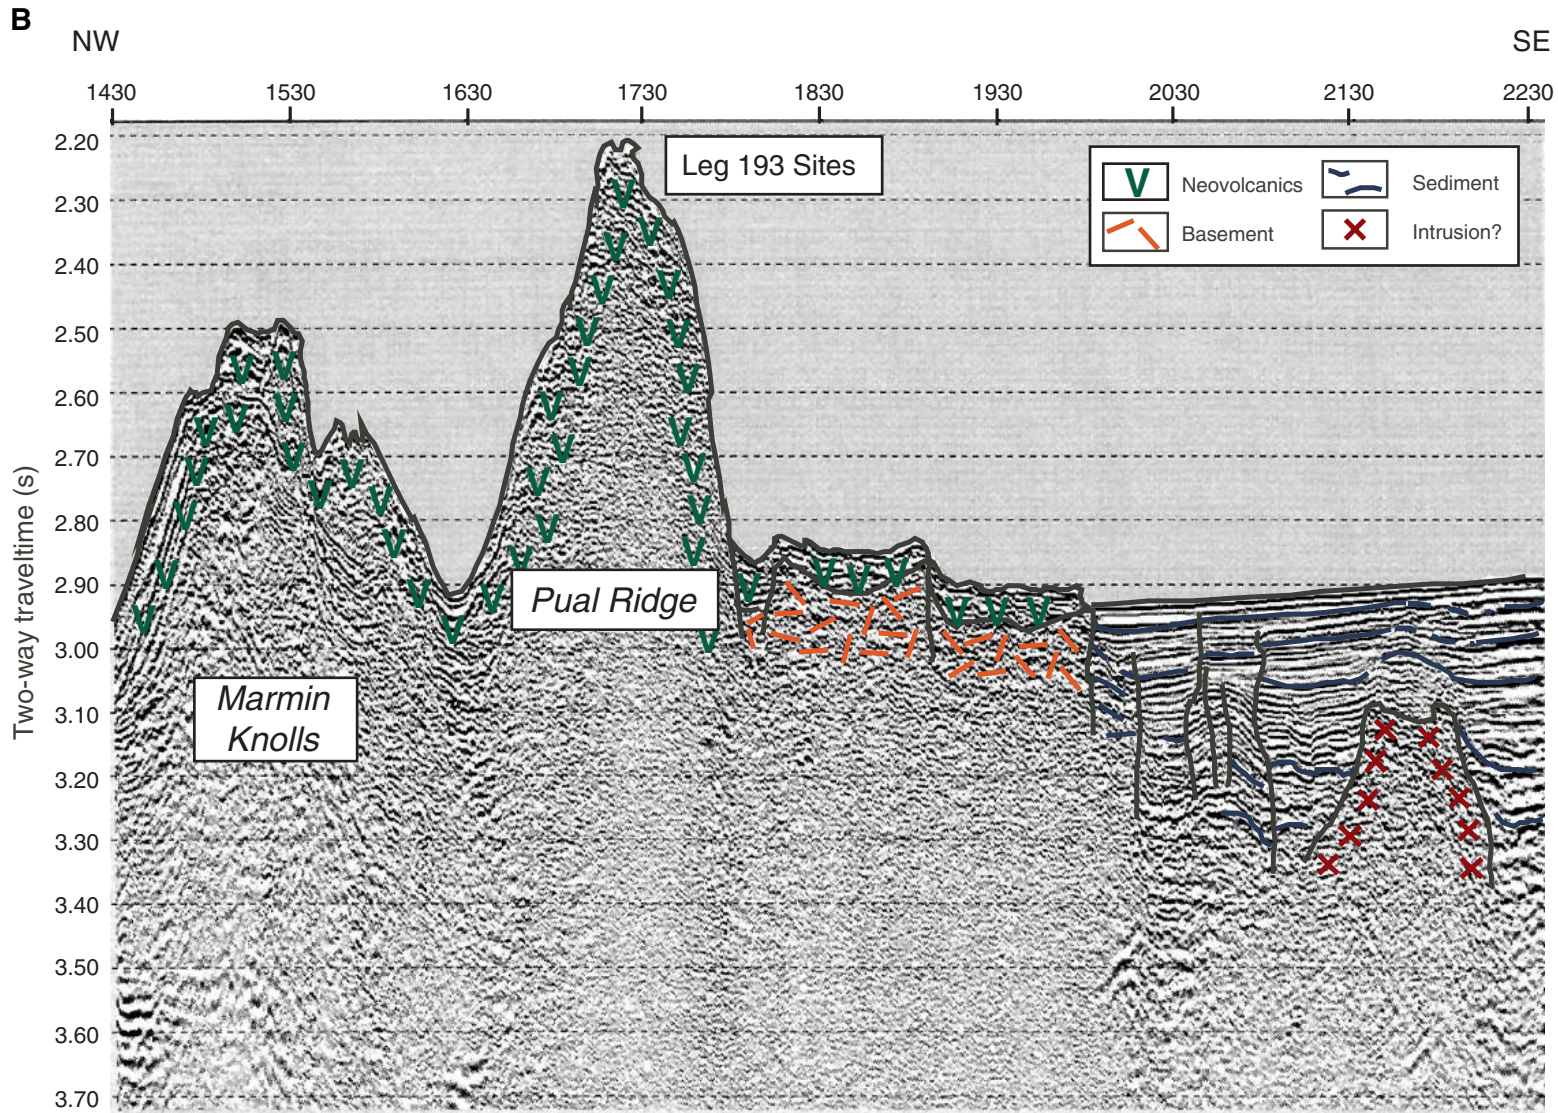 B
NW
SE
1430 1530 1630 1730 1830 1930 2030 2130 2230
Leg 193 Sites
V Neovolcanics
Sediment
Basement
Intrusion?
Two-way traveltime (s)
2.20
2.30
2.40
2.50
2.60
2.70
2.80
2.90
3.00
3.10
3.20
3.30
3.40
3.50
3.60
3.70
Pual Ridge
Marmin
Knolls